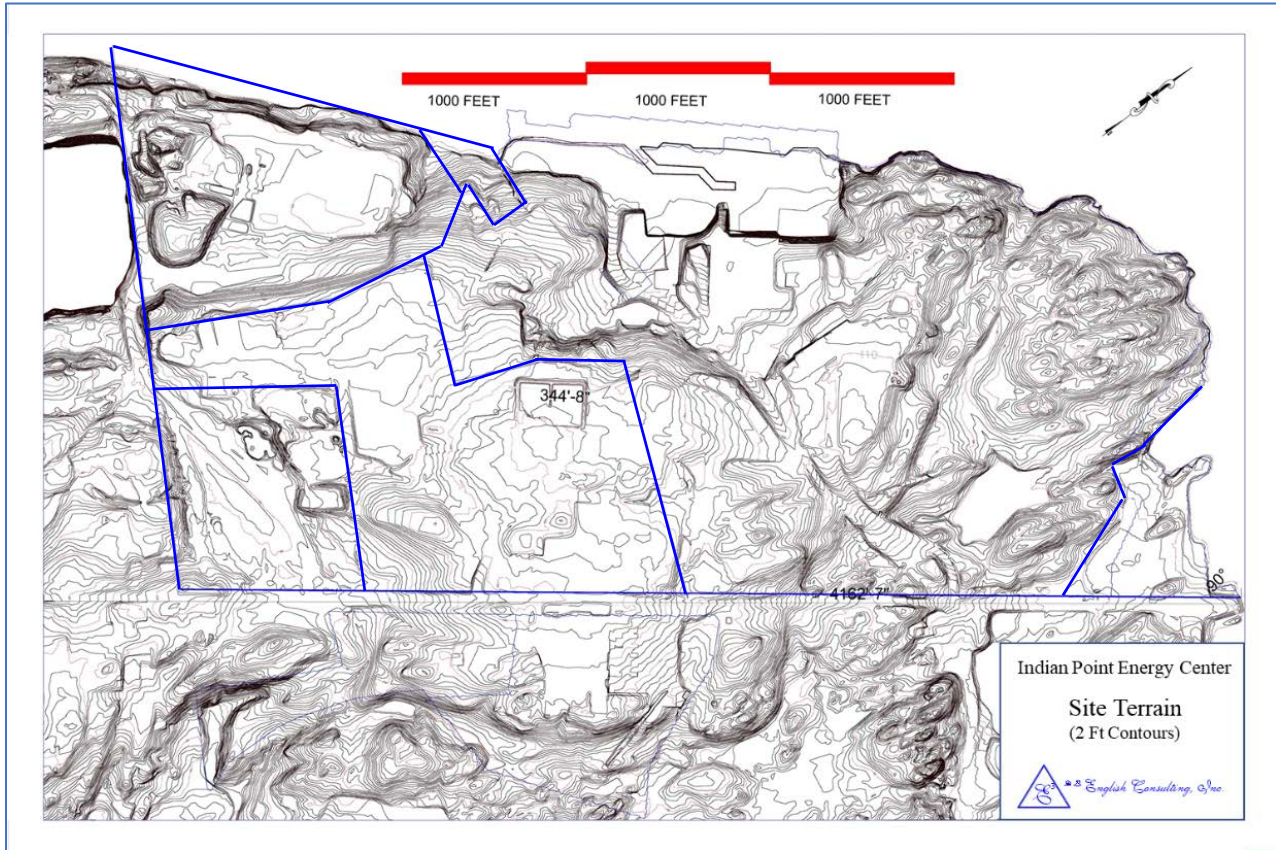 1000 FEET
1000 FEET
1000 FEET
N
110
344'-8"
4162'-7"
90°
Indian Point Energy Center
Site Terrain
(2 Ft Contours)
English Consulting, Inc.